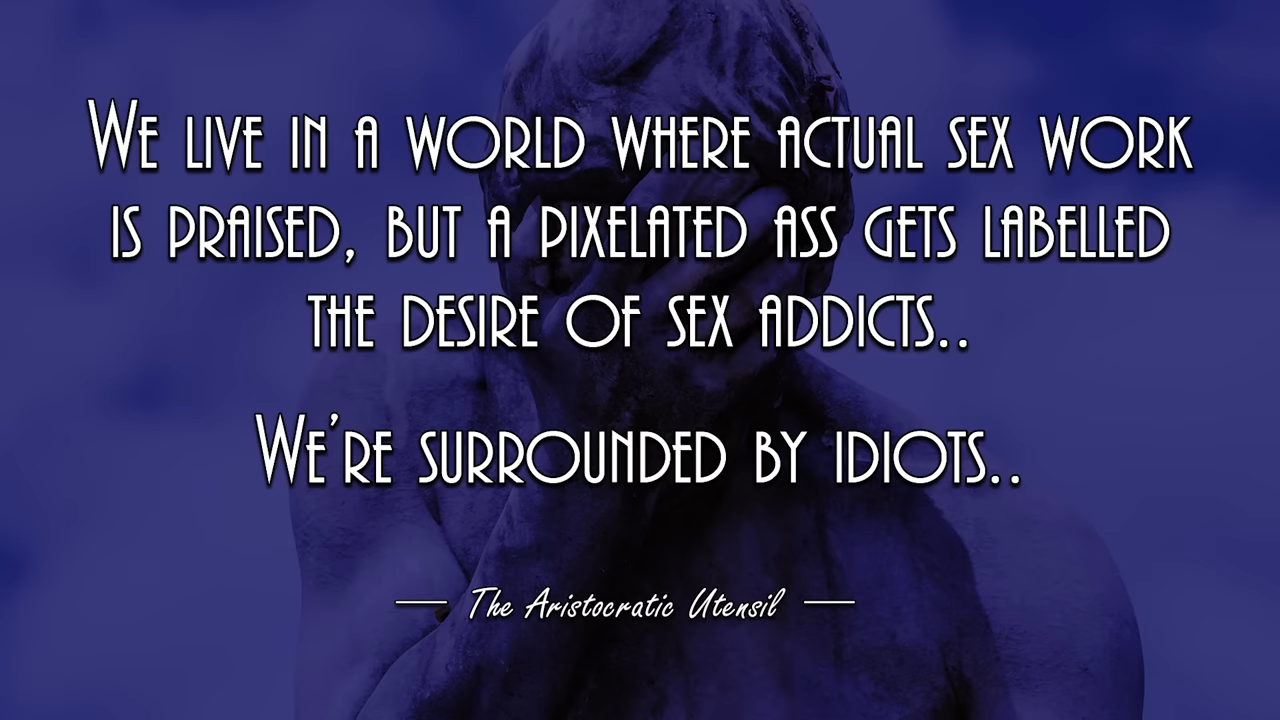 We live in a world where actual sex work
is praised, but a pixelated ass gets labelled
the desire of sex addicts..
We're surrounded by idiots..
The Aristocratic Utensil